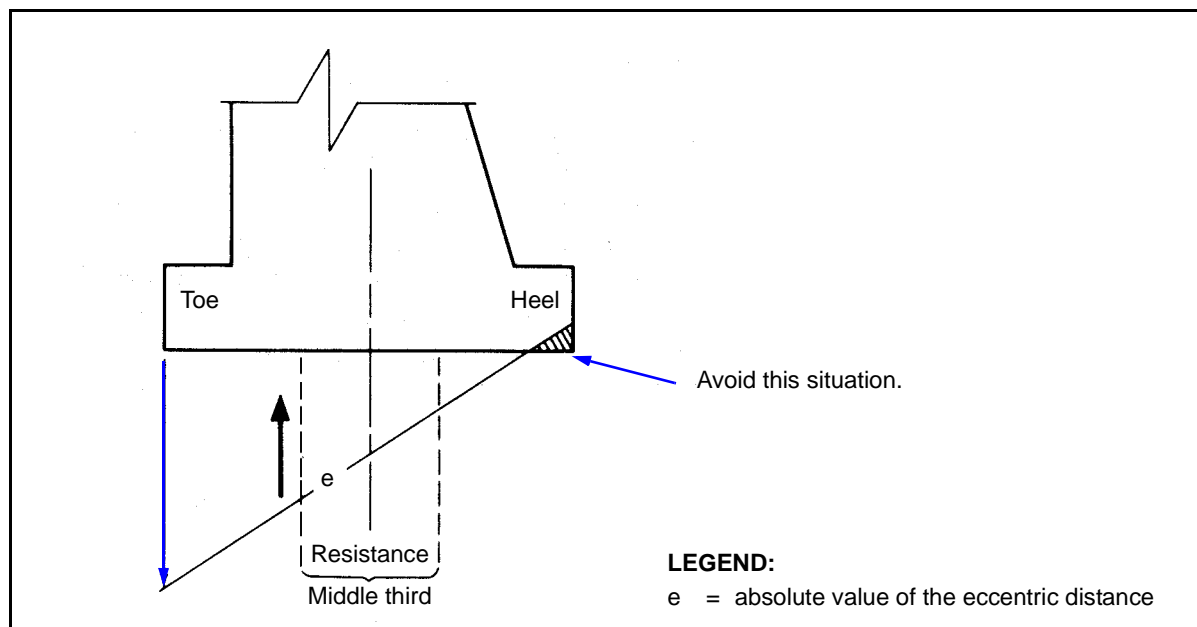 Toe
Heel
Avoid this situation.
e
Resistance
Middle third
LEGEND:
e = absolute value of the eccentric distance